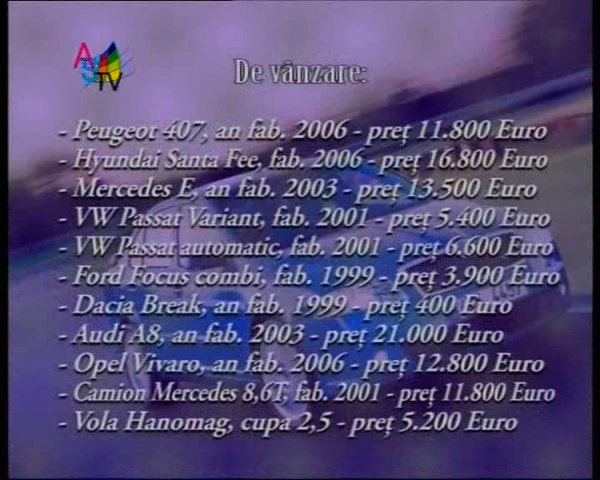 TV
De vânzare:
- Peugeot 407, an fab. 2006 - preț 11.800 Euro
- Hyundai Santa Fee, fab. 2006 - preț 16.800 Euro
- Mercedes E, an fab. 2003 - preț 13.500 Euro
- VW Passat Variant, fab. 2001 - preț 5.400 Euro
- VW Passat automatic, fab. 2001 - preț 6.600 Euro
- Ford Focus combi, fab. 1999 - preț 3.900 Euro
- Dacia Break, an fab. 1999 - preț 400 Euro
- Audi A8, an fab. 2003 - preț 21.000 Euro
- Opel Vivaro, an fab. 2006 - preț 12.800 Euro
- Camion Mercedes 8,6T, fab. 2001 - preț 11.800 Euro
- Vola Hanomag, cupa 2,5 - preț 5.200 Euro